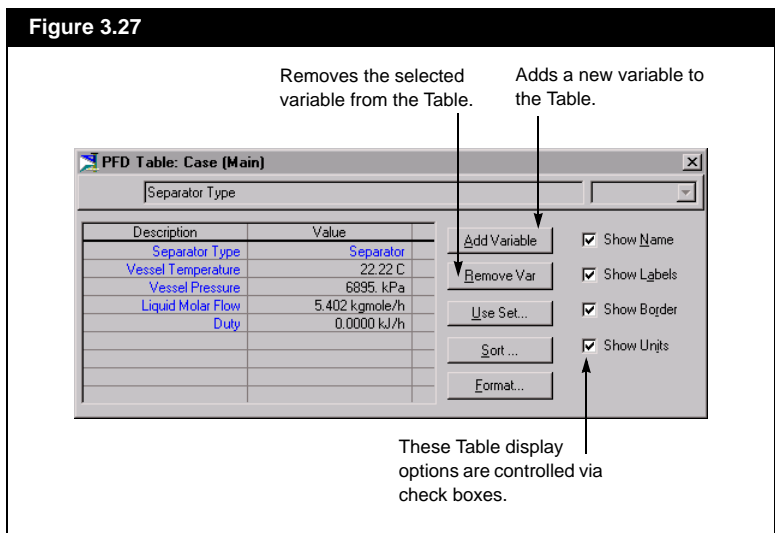 Figure 3.27
Removes the selected
variable from the Table.
Adds a new variable to
the Table.
PFD Table: Case (Main)
Separator Type
Description Value
Separator Type Separator
Vessel Temperature 22.22 C
Vessel Pressure 6895. kPa
Liquid Molar Flow 5.402 kgmole/h
Duty 0.0000 kJ/h
Add Variable
Remove Var
Use Set...
Sort ...
Format...
Show Name
Show Labels
Show Border
Show Units
These Table display
options are controlled via
check boxes.